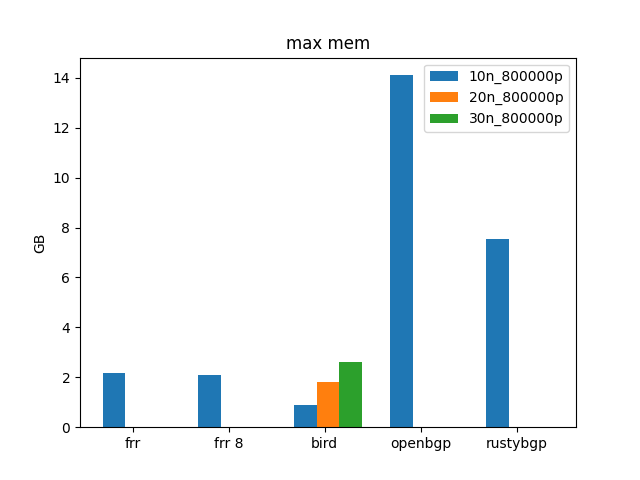 max mem
10n_800000p
20n_800000p
30n_800000p
GB
14
12
10
8
6
4
2
0
frr
frr 8
bird
openbgp
rustybgp